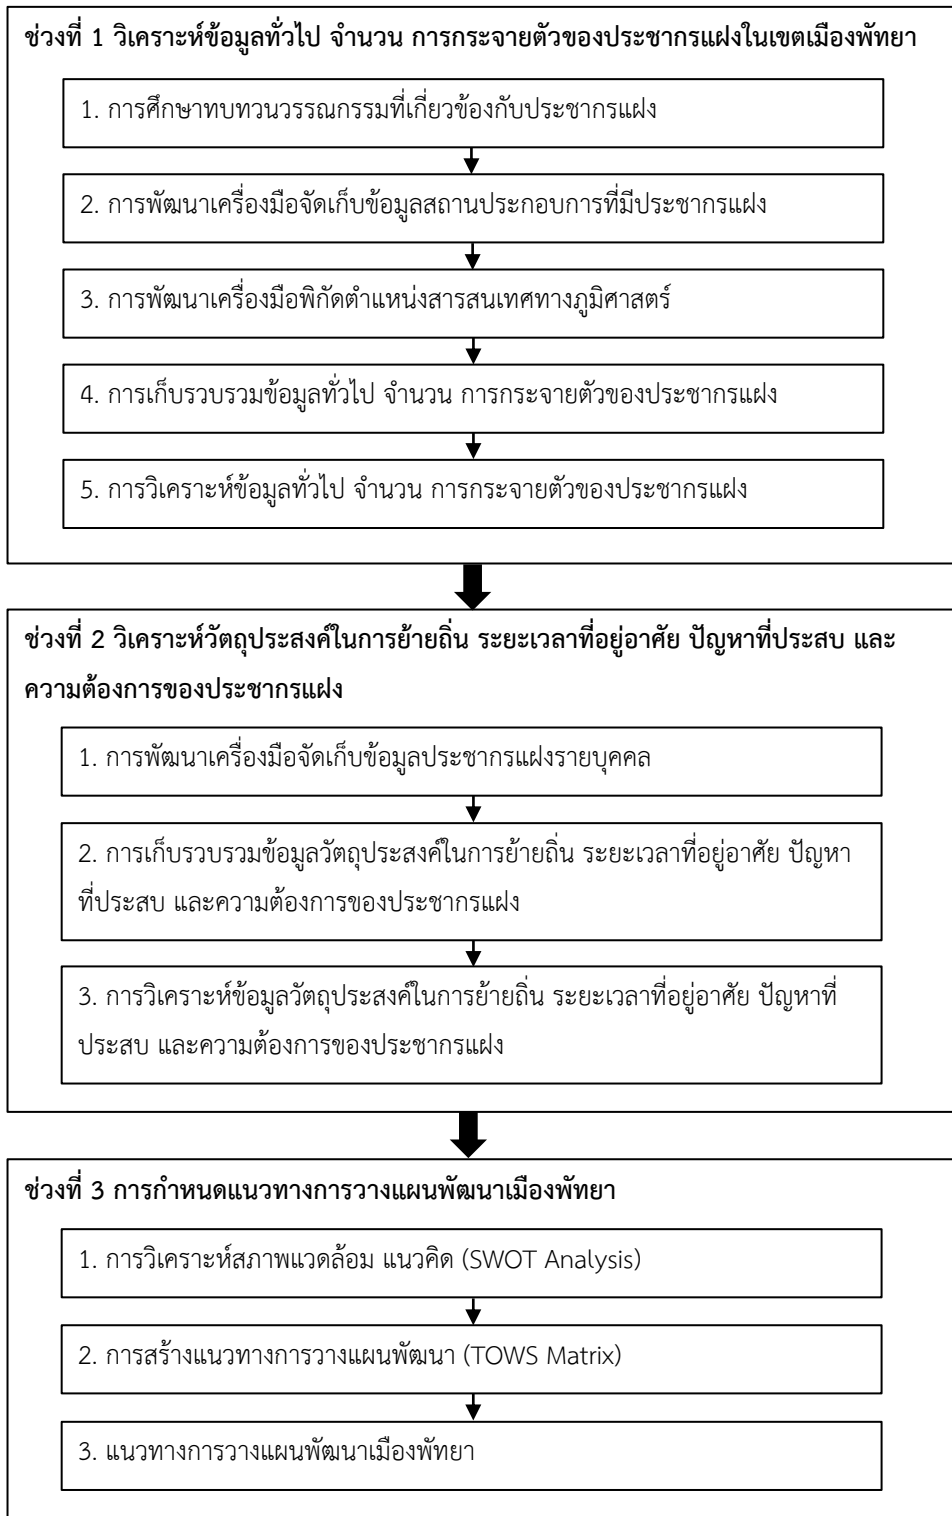 ช่วงที่ 1 วิเคราะห์ข้อมูลทั่วไป จำนวน การกระจายตัวของประชากรแฝงในเขตเมืองพัทยา
1. การศึกษาทบทวนวรรณกรรมที่เกี่ยวข้องกับประชากรแฝง
2. การพัฒนาเครื่องมือจัดเก็บข้อมูลสถานประกอบการที่มีประชากรแฝง
3. การพัฒนาเครื่องมือพิกัดตำแหน่งสารสนเทศทางภูมิศาสตร์
4. การเก็บรวบรวมข้อมูลทั่วไป จำนวน การกระจายตัวของประชากรแฝง
5. การวิเคราะห์ข้อมูลทั่วไป จำนวน การกระจายตัวของประชากรแฝง
ช่วงที่ 2 วิเคราะห์วัตถุประสงค์ในการย้ายถิ่น ระยะเวลาที่อยู่อาศัย ปัญหาที่ประสบ และ
ความต้องการของประชากรแฝง
1. การพัฒนาเครื่องมือจัดเก็บข้อมูลประชากรแฝงรายบุคคล
2. การเก็บรวบรวมข้อมูลวัตถุประสงค์ในการย้ายถิ่น ระยะเวลาที่อยู่อาศัย ปัญหา
ที่ประสบ และความต้องการของประชากรแฝง
3. การวิเคราะห์ข้อมูลวัตถุประสงค์ในการย้ายถิ่น ระยะเวลาที่อยู่อาศัย ปัญหาที่
ประสบ และความต้องการของประชากรแฝง
ช่วงที่ 3 การกำหนดแนวทางการวางแผนพัฒนาเมืองพัทยา
1. การวิเคราะห์สภาพแวดล้อม แนวคิด (SWOT Analysis)
2. การสร้างแนวทางการวางแผนพัฒนา (TOWS Matrix)
3. แนวทางการวางแผนพัฒนาเมืองพัทยา